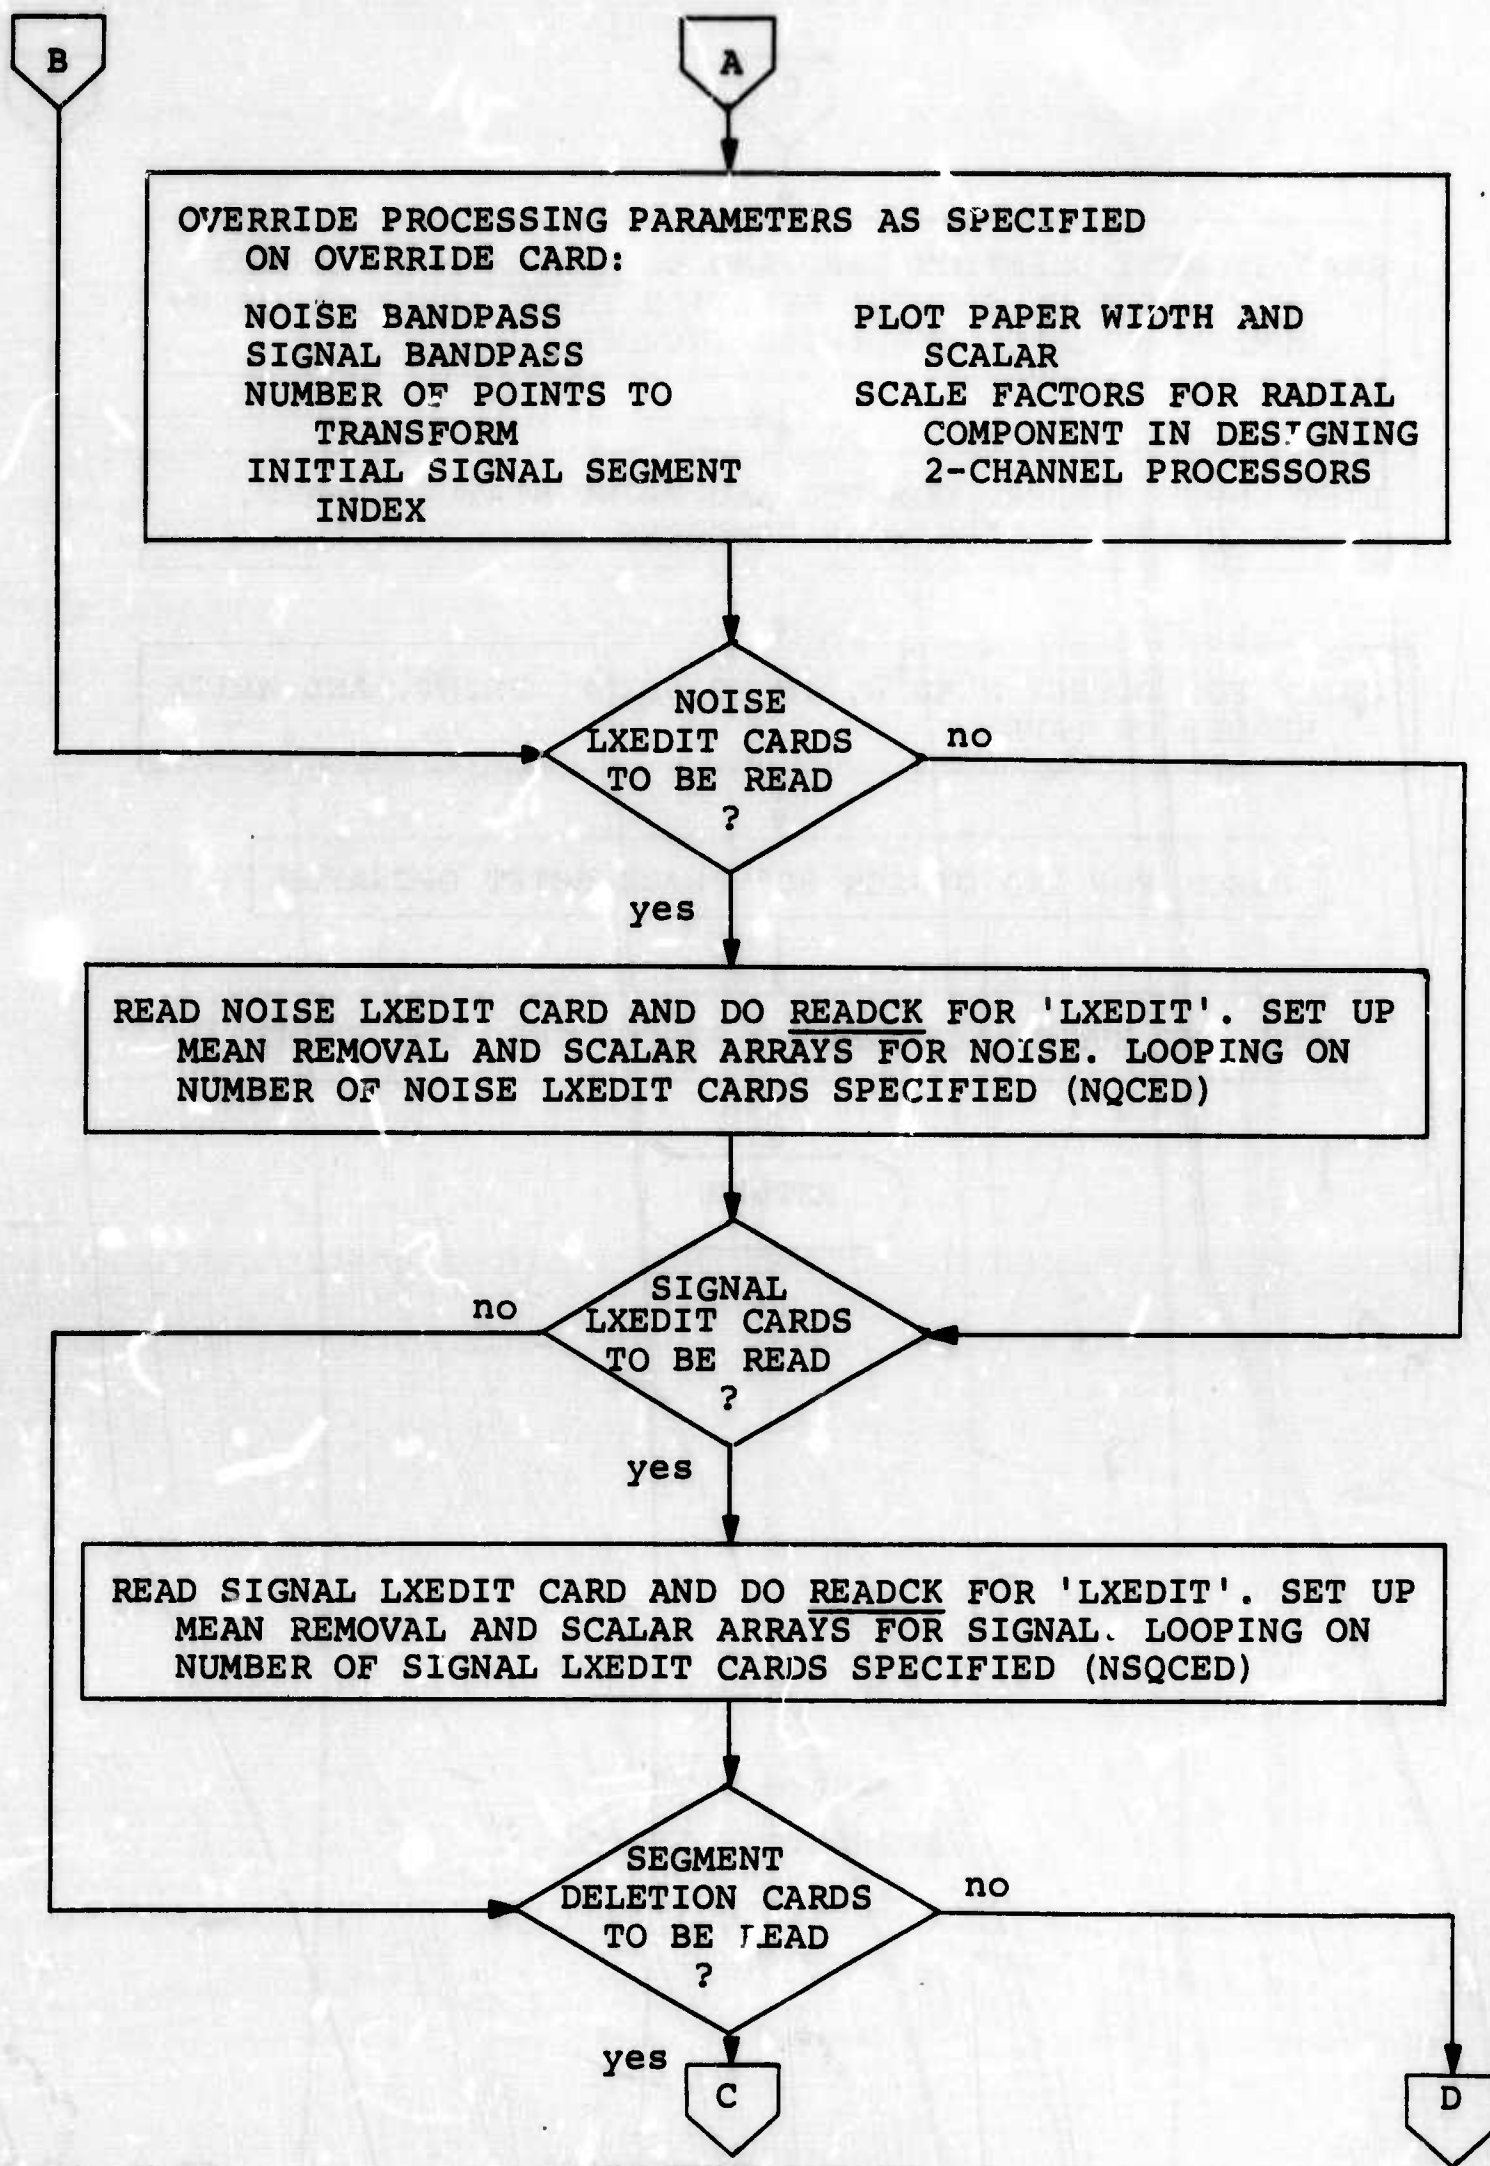 B
A
OVERRIDE PROCESSING PARAMETERS AS SPECIFIED
ON OVERRIDE CARD:
NOISE BANDPASS
SIGNAL BANDPASS
NUMBER OF POINTS TO
TRANSFORM
INITIAL SIGNAL SEGMENT
INDEX
PLOT PAPER WIDTH AND
SCALAR
SCALE FACTORS FOR RADIAL
COMPONENT IN DESIGNING
2-CHANNEL PROCESSORS
NOISE
LXEDIT CARDS
TO BE READ
?
no
yes
READ NOISE LXEDIT CARD AND DO READCK FOR 'LXEDIT'. SET UP
MEAN REMOVAL AND SCALAR ARRAYS FOR NOISE. LOOPING ON
NUMBER OF NOISE LXEDIT CARDS SPECIFIED (NQCED)
SIGNAL
LXEDIT CARDS
TO BE READ
?
no
yes
READ SIGNAL LXEDIT CARD AND DO READCK FOR 'LXEDIT'. SET UP
MEAN REMOVAL AND SCALAR ARRAYS FOR SIGNAL. LOOPING ON
NUMBER OF SIGNAL LXEDIT CARDS SPECIFIED (NSQCED)
SEGMENT
DELETION CARDS
TO BE READ
?
no
yes
C
D